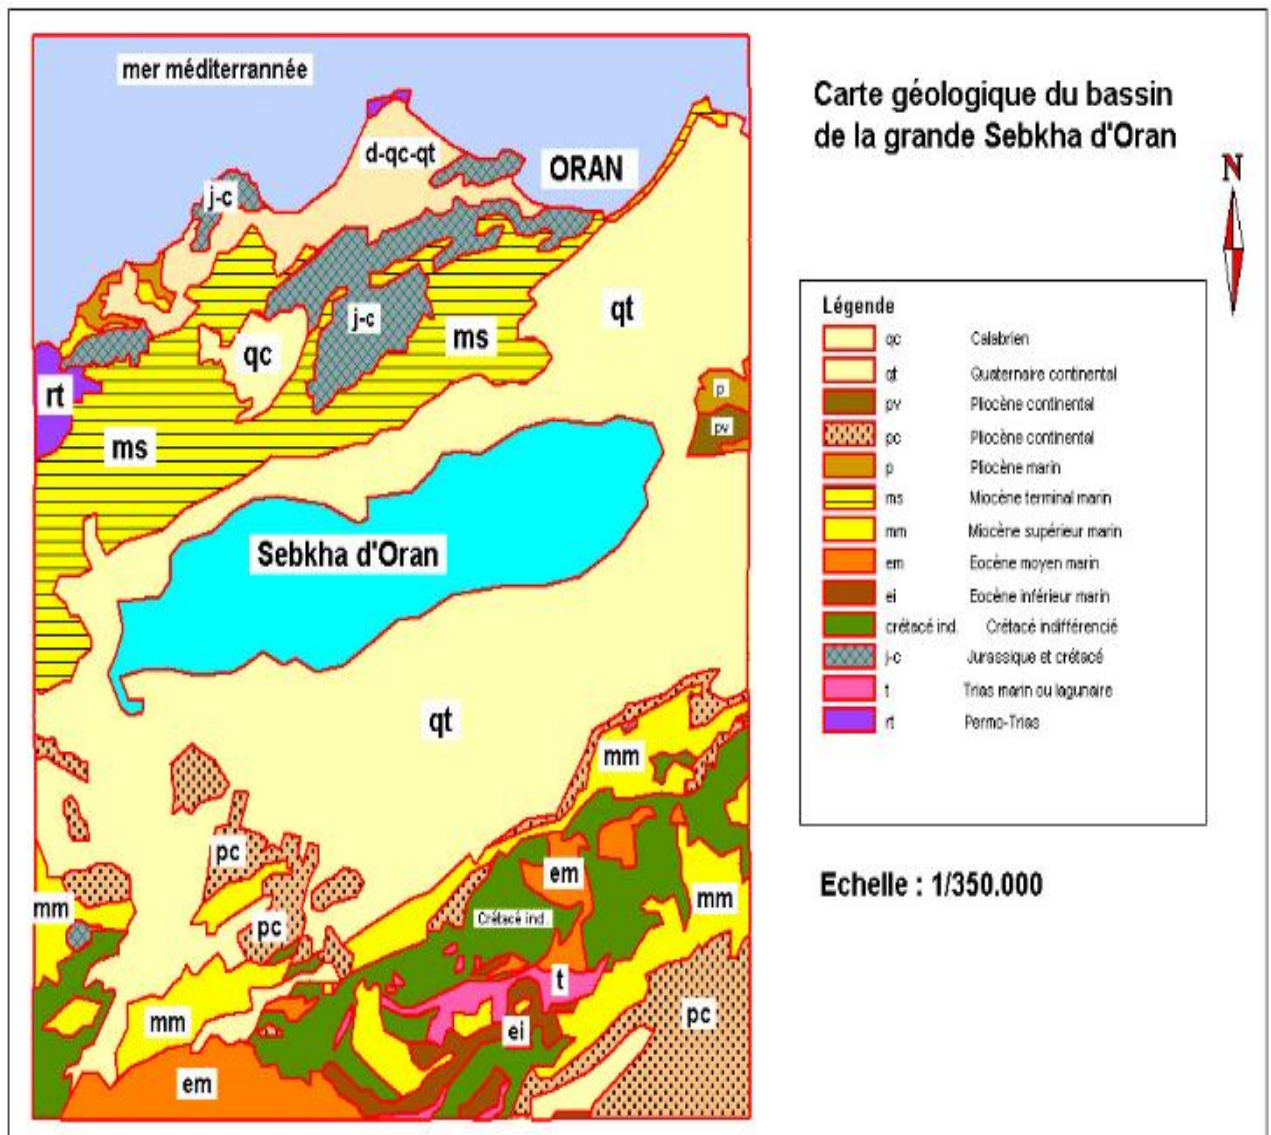 mer méditerrannée
Carte géologique du bassin
de la grande Sebkha d'Oran
d-qc-qt
ORAN
N
j-c
qt
j-c
ms
qc
rt
p
pv
ms
Sebkha d'Oran
qt
mm
pc
em
mm
mm
Crétacé ind.
pc
t
pc
mm
ei
em
Légende
qc Calabrien
qt Quaternaire continental
pv Pliocène continental
pc Pliocène continental
p Pliocène marin
ms Miocène terminal marin
mm Miocène supérieur marin
em Eocène moyen marin
ei Eocène inférieur marin
crétacé ind. Crétacé indifférencié
j-c Jurassique et crétacé
t Trias marin ou lagunaire
rt Permo-Trias
Echelle : 1/350.000